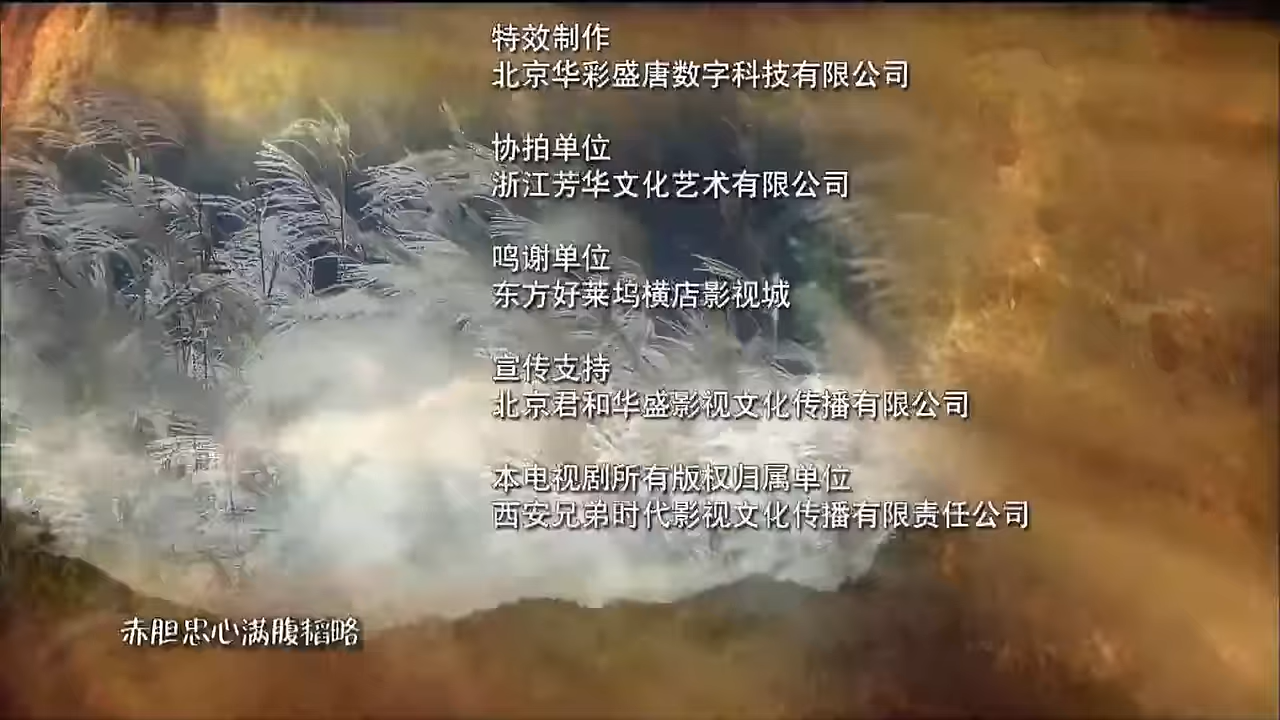 特效制作
北京华彩盛唐数字科技有限公司
协拍单位
浙江芳华文化艺术有限公司
鸣谢单位
东方好莱坞横店影视城
宣传支持
北京君和华盛影视文化传播有限公司
本电视剧所有版权归属单位
西安兄弟时代影视文化传播有限责任公司
赤胆忠心满腹韬略